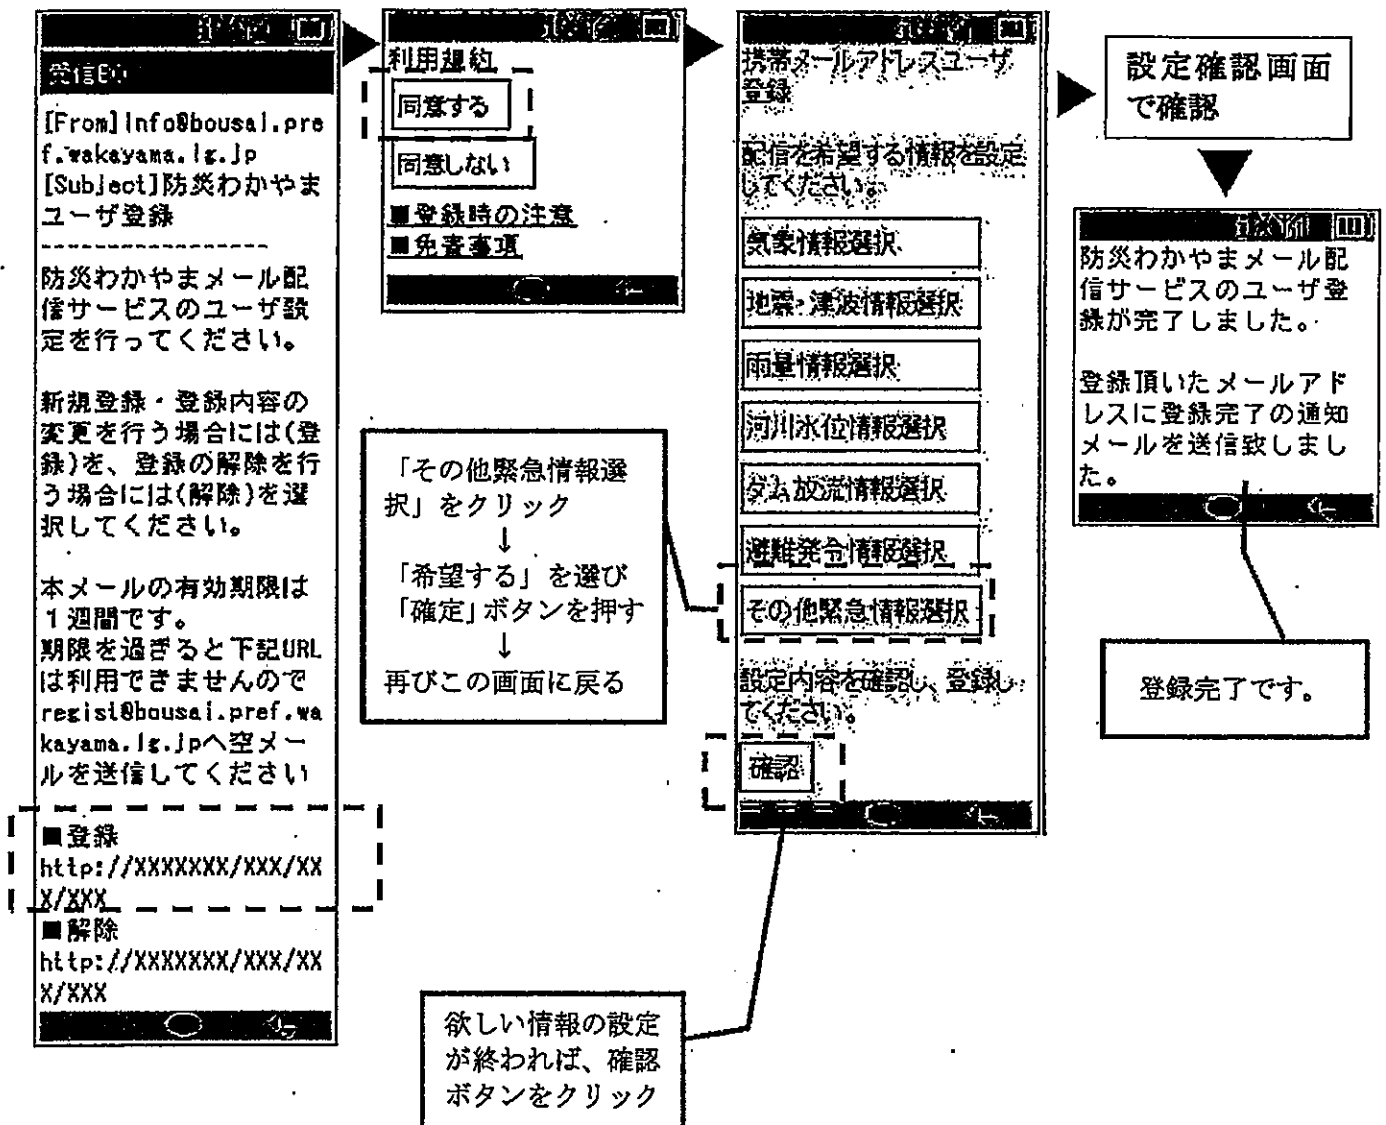 受信BO
[From]info@bousai.pre
f.wakayama.lg.jp
[Subject]防災わかやま
ユーザ登録
-----------------
防災わかやまメール配
信サービスのユーザ設
定を行ってください。
新規登録・登録内容の
変更を行う場合には(登
録)を、登録の解除を行
う場合には(解除)を選
択してください。
本メールの有効期限は
1週間です。
期限を過ぎると下記URL
は利用できませんので
regist@bousai.pref.wa
kayama.lg.jpへ空メー
ルを送信してください
■登録
http://XXXXXXX/XXX/XX
X/XXX
■解除
http://XXXXXXX/XXX/XX
X/XXX
利用規約
同意する
同意しない
■登録時の注意
■免責事項
携帯メールアドレスユーザ
登録
配信を希望する情報を設定
してください。
気象情報選択
地震・津波情報選択
雨量情報選択
河川水位情報選択
ダム放流情報選択
避難発令情報選択
その他緊急情報選択
設定内容を確認し、登録し
てください。
確認
「その他緊急情報選
択」をクリック
↓
「希望する」を選び
「確定」ボタンを押す
↓
再びこの画面に戻る
欲しい情報の設定
が終われば、確認
ボタンをクリック
設定確認画面
で確認
防災わかやまメール配
信サービスのユーザ登
録が完了しました。
登録頂いたメールアド
レスに登録完了の通知
メールを送信致しまし
た。
登録完了です。